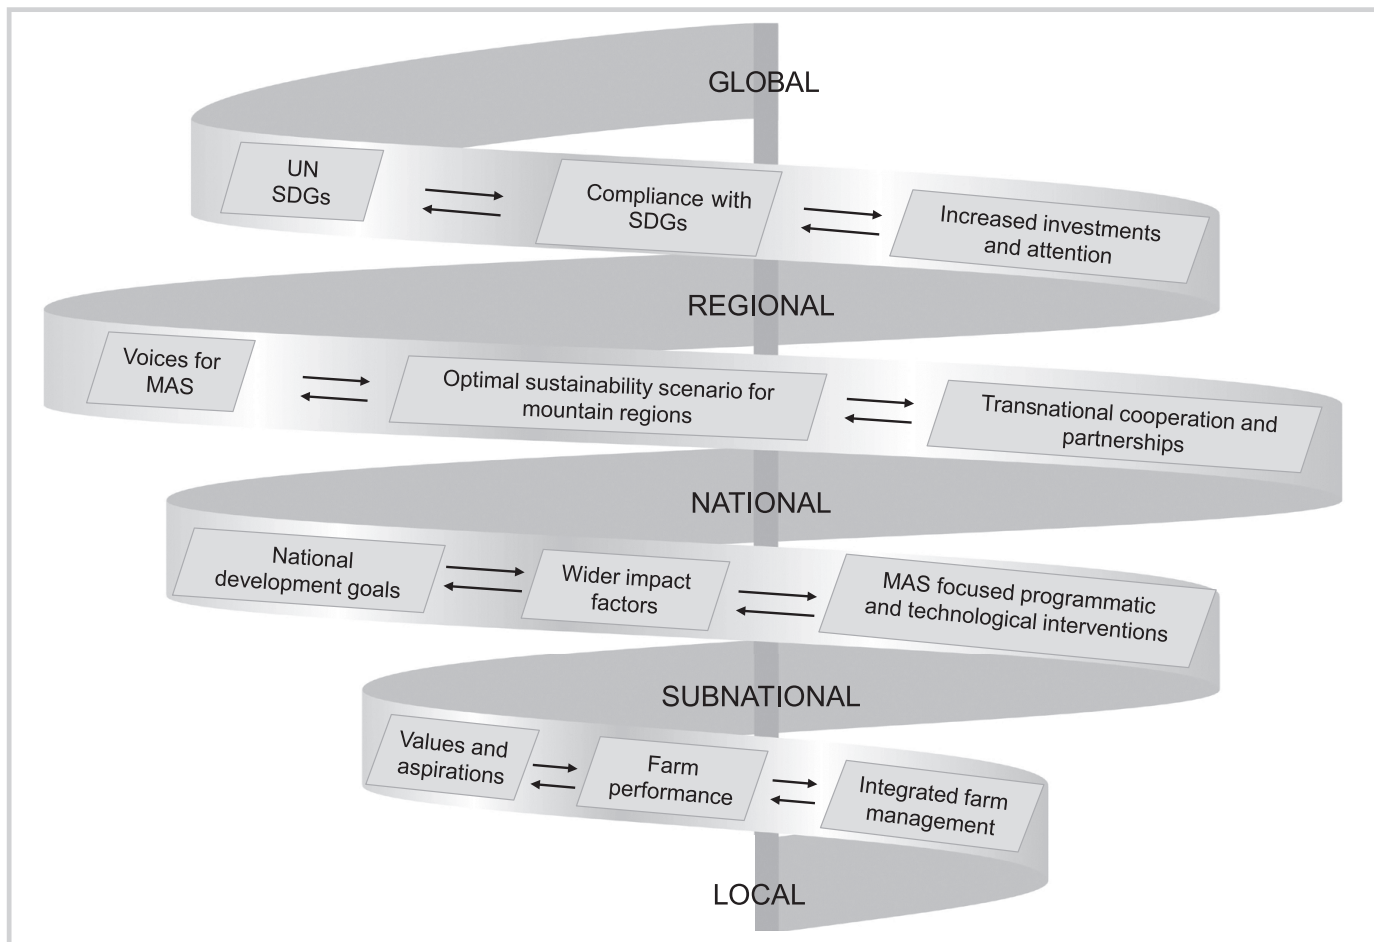 GLOBAL
UN
SDGs
Compliance with
SDGs
Increased investments
and attention
REGIONAL
Voices for
MAS
Optimal sustainability scenario for
mountain regions
Transnational cooperation and
partnerships
NATIONAL
National
development goals
Wider impact
factors
MAS focused programmatic
and technological interventions
SUBNATIONAL
Values and
aspirations
Farm
performance
Integrated farm
management
LOCAL